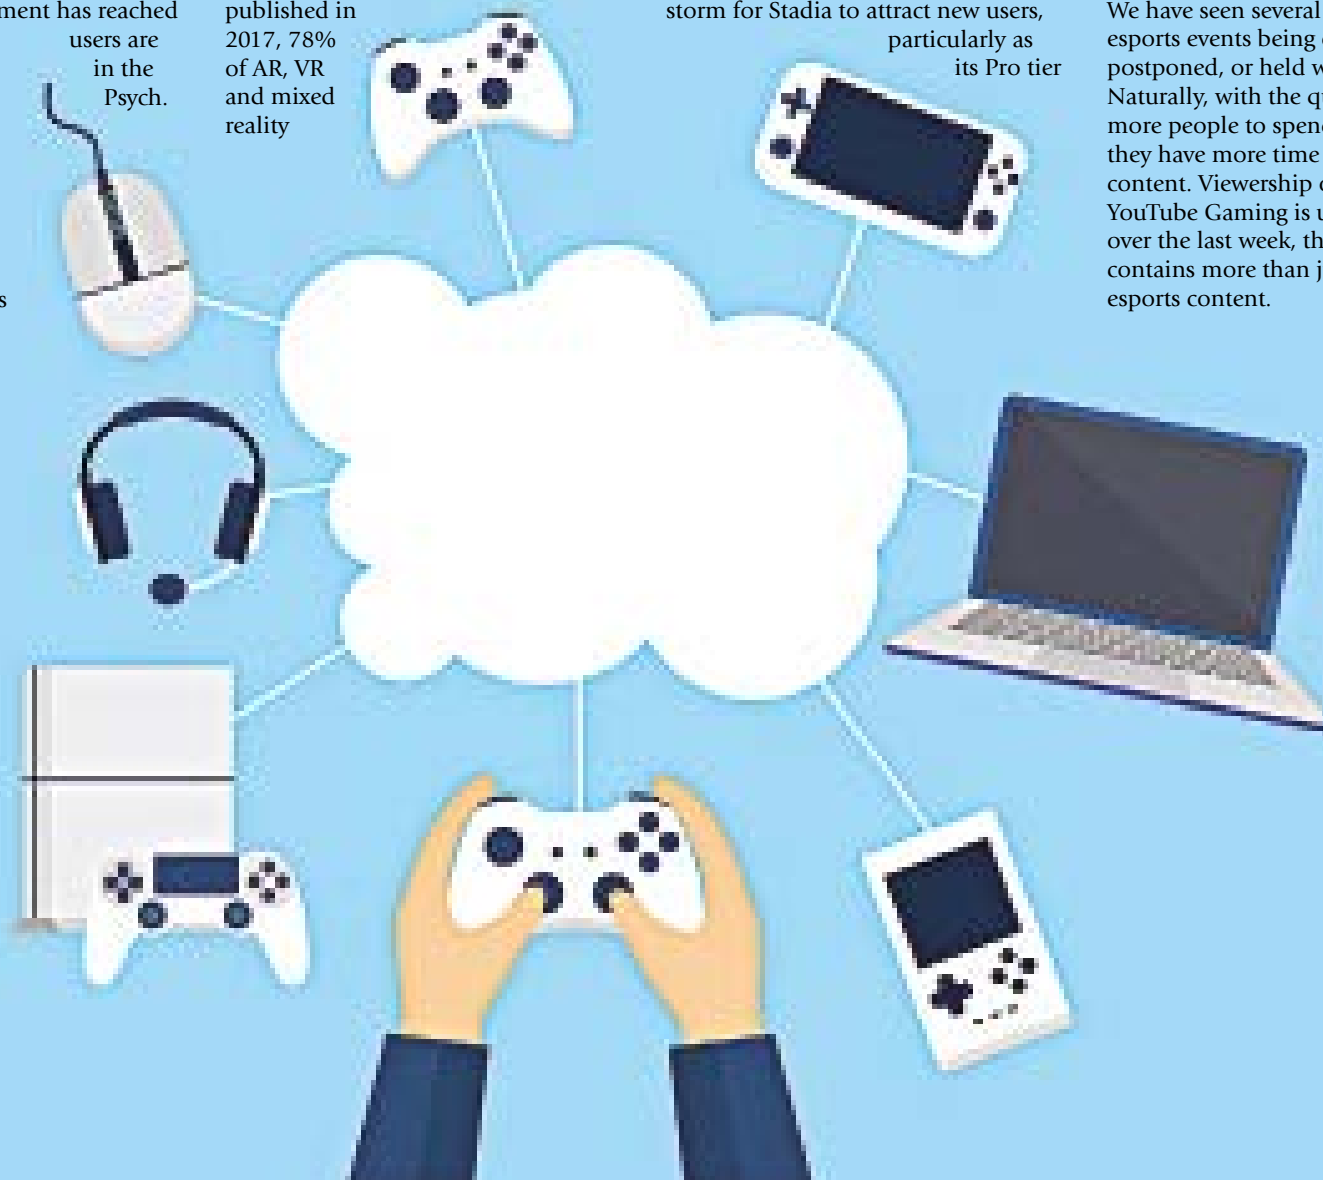 ment has reached
users are
in the
Psych.
published in
2017, 78%
of AR, VR
and mixed
reality
storm for Stadia to attract new users,
particularly as
its Pro tier
We have seen several
esports events being
postponed, or held
Naturally, with the
more people to spen
they have more time
content. Viewership
YouTube Gaming is
over the last week, th
contains more than
esports content.